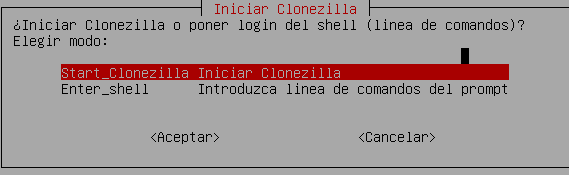 Iniciar Clonezilla
¿Iniciar Clonezilla o poner login del shell (linea de comandos)?
Elegir modo:
Start_Clonezilla Iniciar Clonezilla
Enter_shell Introduzca linea de comandos del prompt
<Aceptar> <Cancelar>